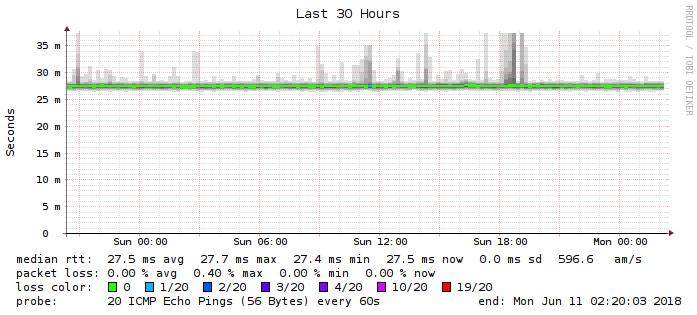 Last 30 Hours
RRDTOOL / TOBI OETIKER
Seconds
35 m
30 m
25 m
20 m
15 m
10 m
5 m
0
Sun 00:00 Sun 06:00 Sun 12:00 Sun 18:00 Mon 00:00
median rtt: 27.5 ms avg 27.7 ms max 27.4 ms min 27.5 ms now 0.0 ms sd 596.6 am/s
packet loss: 0.00 % avg 0.40 % max 0.00 % min 0.00 % now
loss color: 0 1/20 2/20 3/20 4/20 10/20 19/20
probe: 20 ICMP Echo Pings (56 Bytes) every 60s end: Mon Jun 11 02:20:03 2018